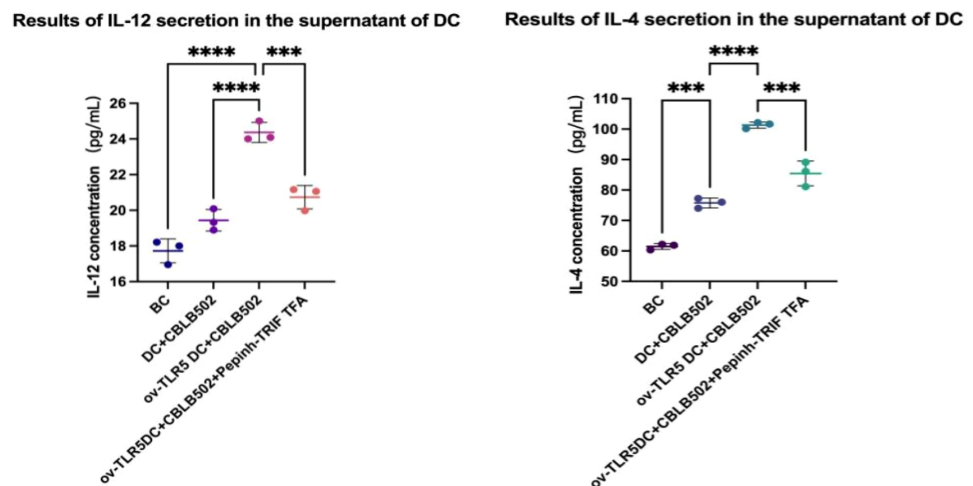 Results of IL-12 secretion in the supernatant of DC
**** ***
****
IL-12 concentration (pg/mL)
26
24
22
20
18
16
BC
DC+CBLB502
ov-TLR5 DC+CBLB502
ov-TLR5DC+CBLB502+Pepinh-TRIF TFA
Results of IL-4 secretion in the supernatant of DC
****
*** ***
IL-4 concentration (pg/mL)
110
100
90
80
70
60
50
BC
DC+CBLB502
ov-TLR5 DC+CBLB502
ov-TLR5DC+CBLB502+Pepinh-TRIF TFA